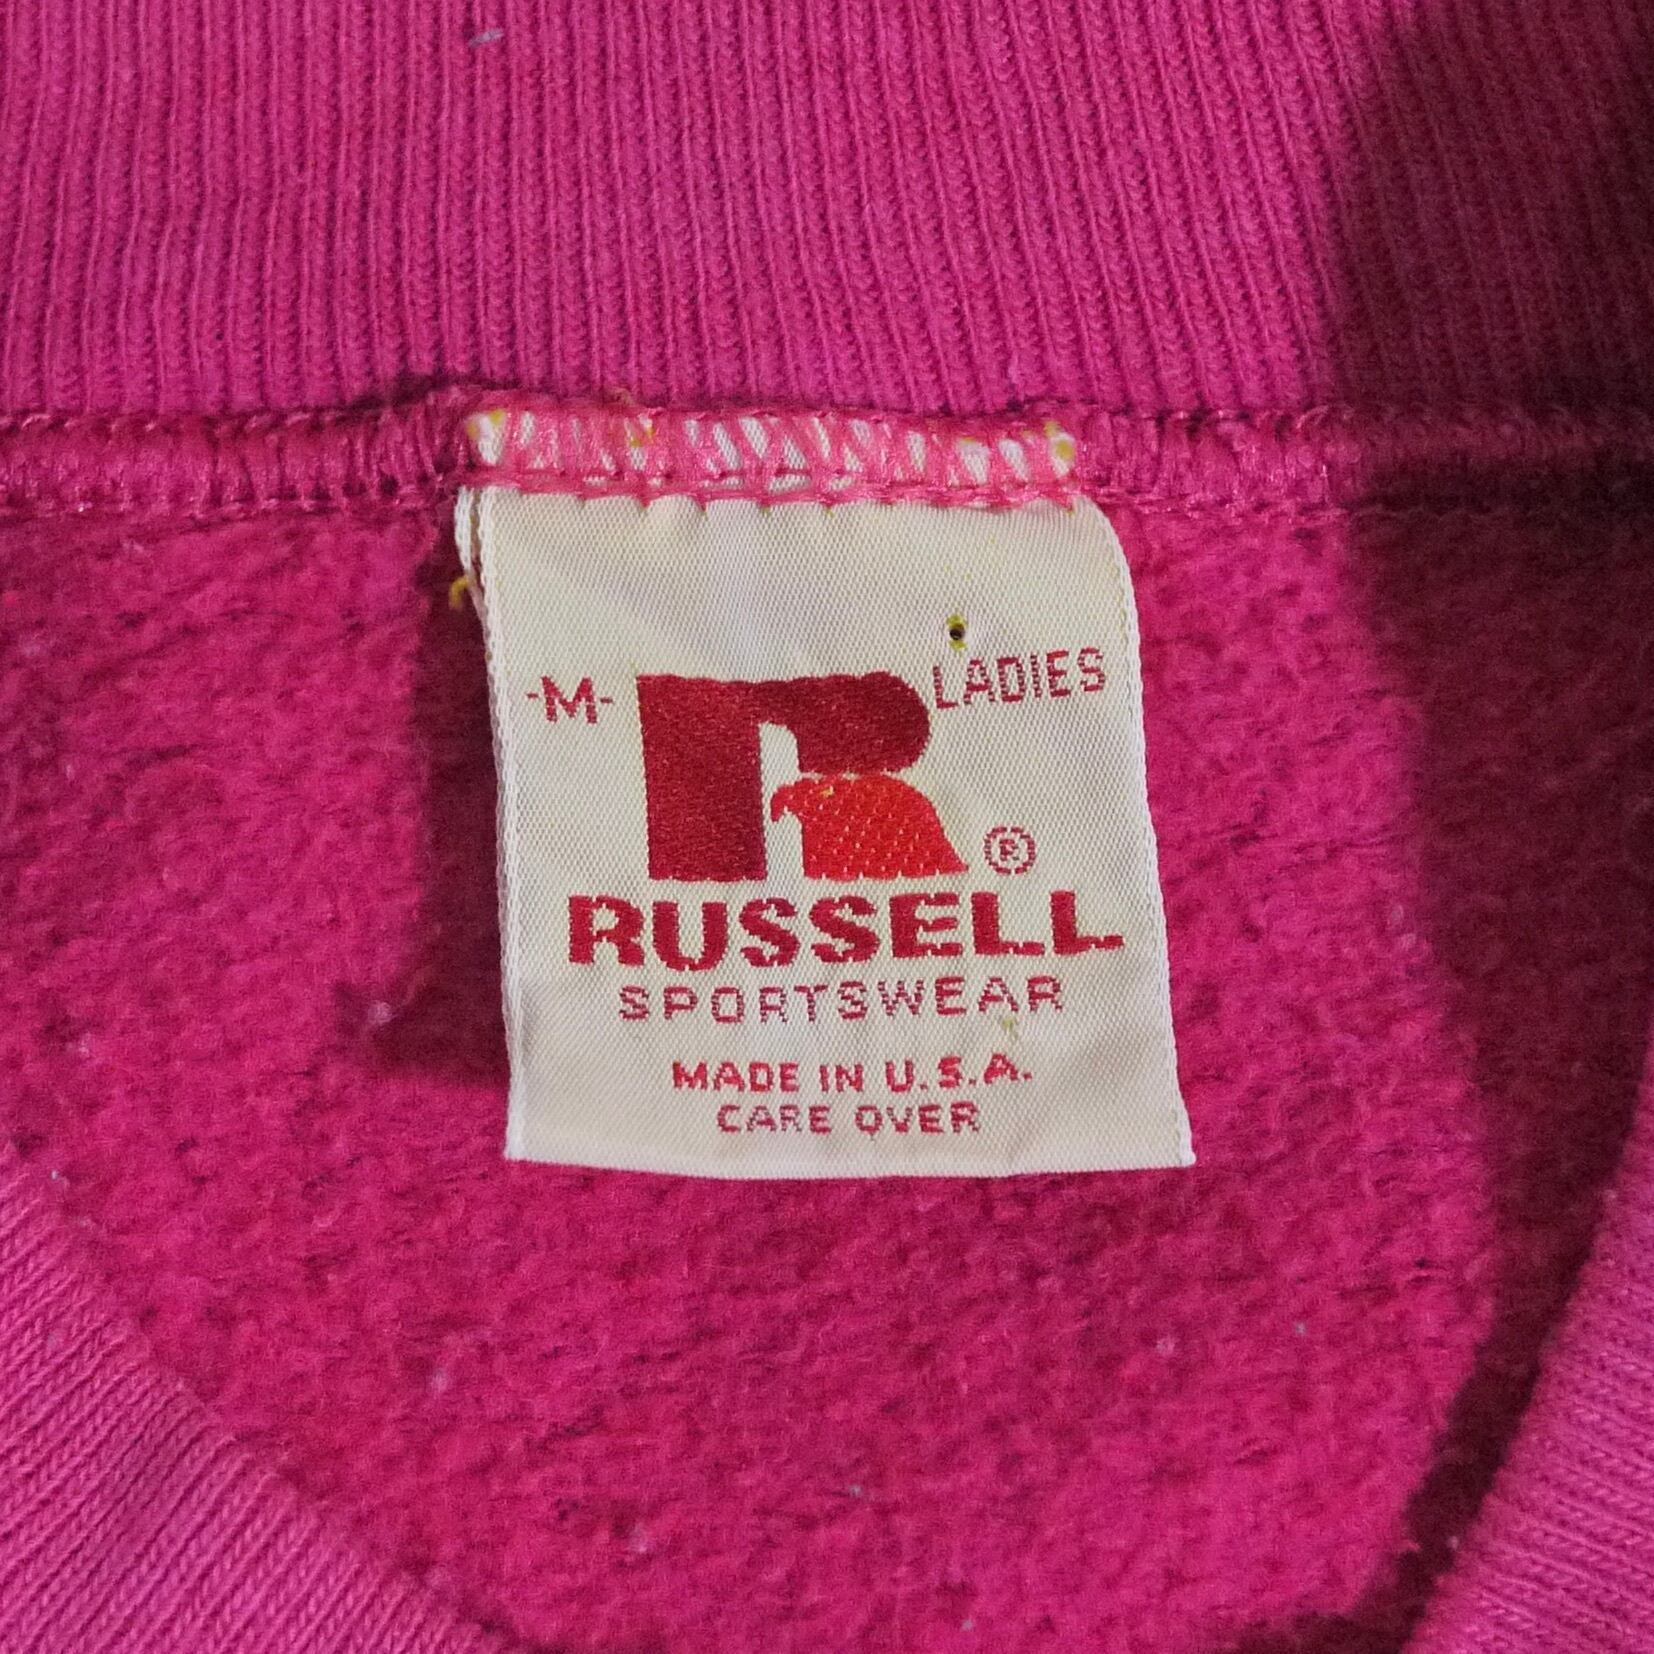 -M- LADIES
R ®
RUSSELL
SPORTSWEAR
MADE IN U.S.A.
CARE OVER